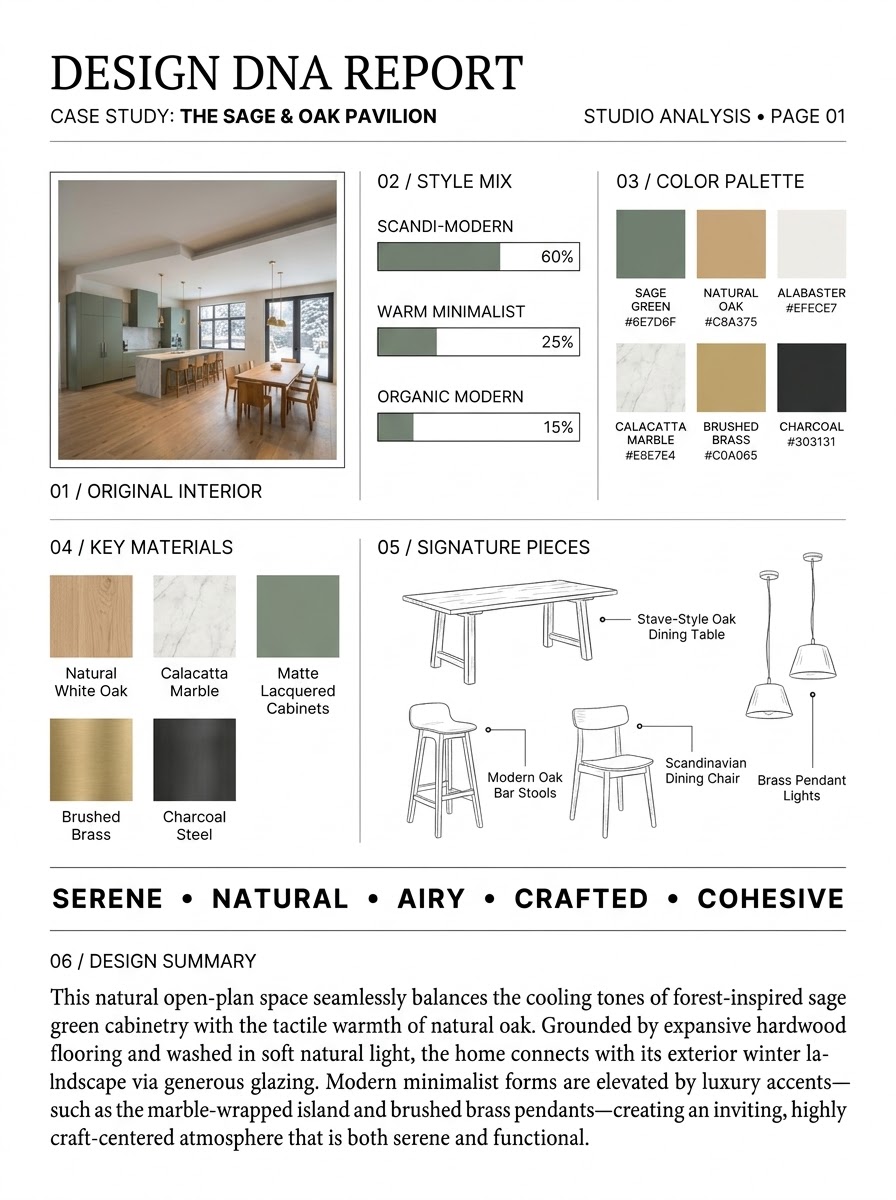 DESIGN DNA REPORT
CASE STUDY: THE SAGE & OAK PAVILION
STUDIO ANALYSIS • PAGE 01
01 / ORIGINAL INTERIOR
02 / STYLE MIX
SCANDI-MODERN
60%
WARM MINIMALIST
25%
ORGANIC MODERN
15%
03 / COLOR PALETTE
SAGE
GREEN
#6E7D6F
NATURAL
OAK
#C8A375
ALABASTER
#EFECE7
CALACATTA
MARBLE
#E8E7E4
BRUSHED
BRASS
#C0A065
CHARCOAL
#303131
04 / KEY MATERIALS
Natural
White Oak
Calacatta
Marble
Matte
Lacquered
Cabinets
Brushed
Brass
Charcoal
Steel
05 / SIGNATURE PIECES
Stave-Style Oak
Dining Table
Modern Oak
Bar Stools
Scandinavian
Dining Chair
Brass Pendant
Lights
SERENE • NATURAL • AIRY • CRAFTED • COHESIVE
06 / DESIGN SUMMARY
This natural open-plan space seamlessly balances the cooling tones of forest-inspired sage
green cabinetry with the tactile warmth of natural oak. Grounded by expansive hardwood
flooring and washed in soft natural light, the home connects with its exterior winter la-
lndscape via generous glazing. Modern minimalist forms are elevated by luxury accents—
such as the marble-wrapped island and brushed brass pendants—creating an inviting, highly
craft-centered atmosphere that is both serene and functional.